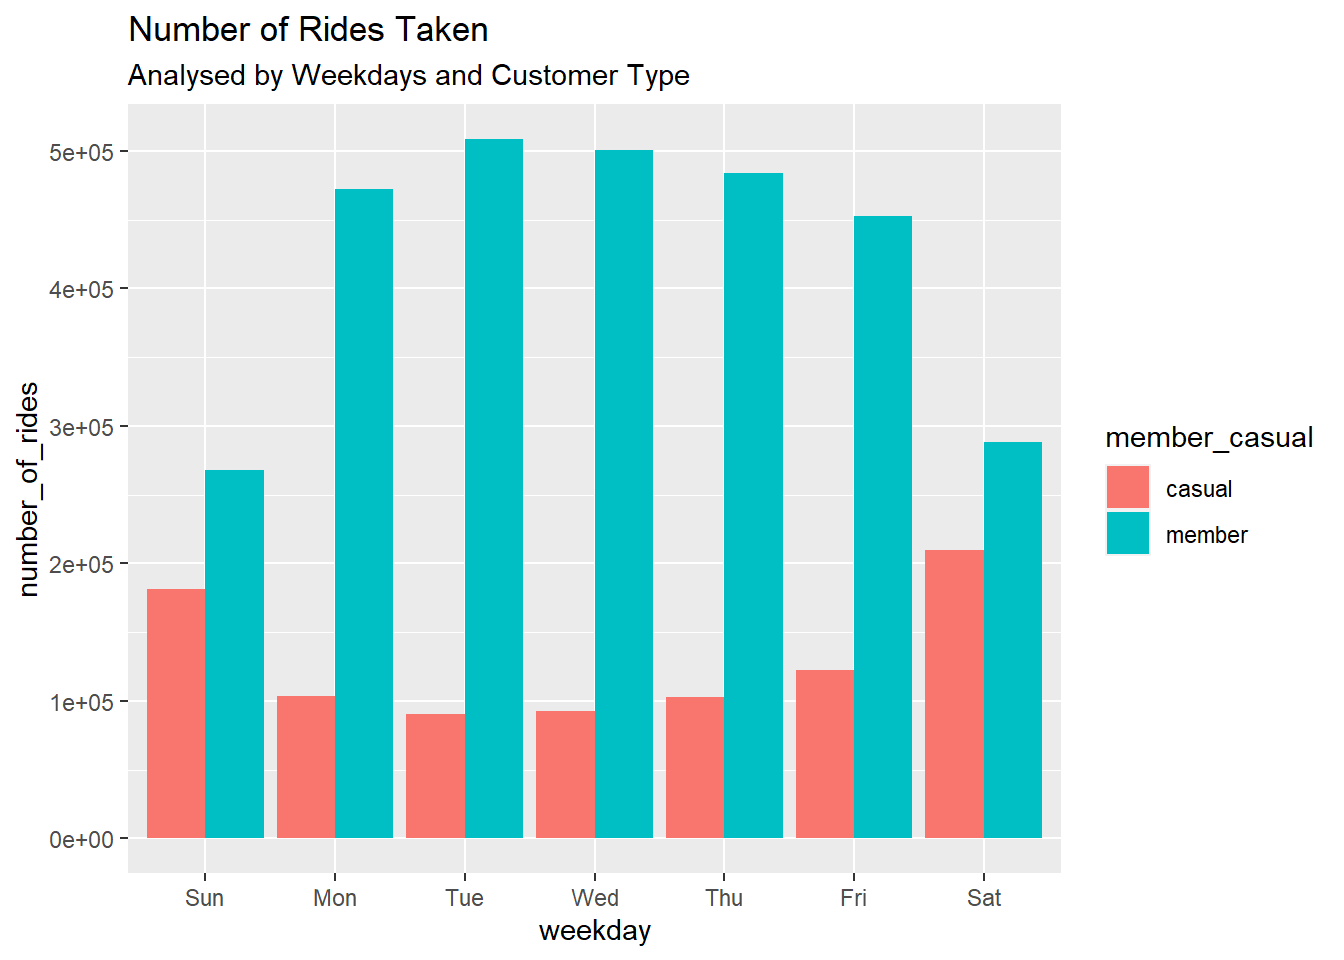 Number of Rides Taken
Analysed by Weekdays and Customer Type
number_of_rides
5e+05
4e+05
3e+05
2e+05
1e+05
0e+00
Sun Mon Tue Wed Thu Fri Sat
weekday
member_casual
casual
member